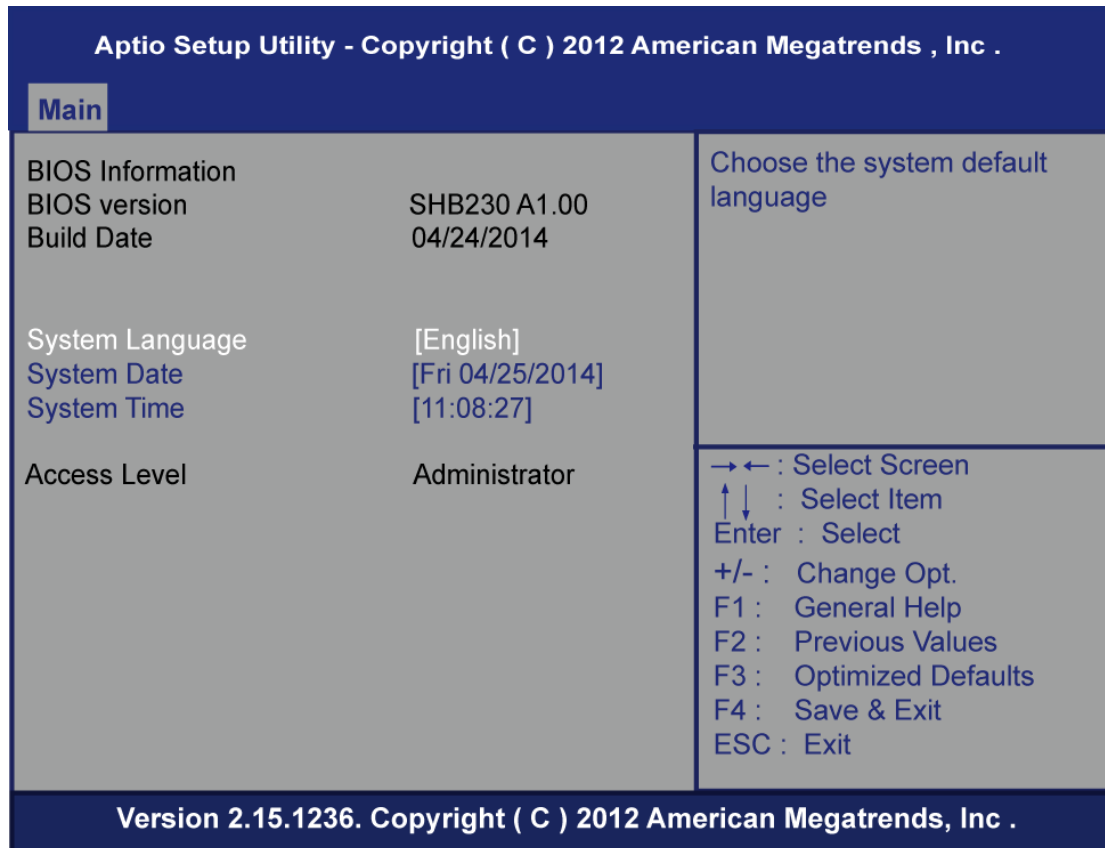 Aptio Setup Utility - Copyright ( C ) 2012 American Megatrends , Inc .
Main
BIOS Information
BIOS version SHB230 A1.00
Build Date 04/24/2014
System Language [English]
System Date [Fri 04/25/2014]
System Time [11:08:27]
Access Level Administrator
Choose the system default
language
→ ← : Select Screen
↑ ↓ : Select Item
Enter : Select
+/- : Change Opt.
F1 : General Help
F2 : Previous Values
F3 : Optimized Defaults
F4 : Save & Exit
ESC : Exit
Version 2.15.1236. Copyright ( C ) 2012 American Megatrends, Inc .